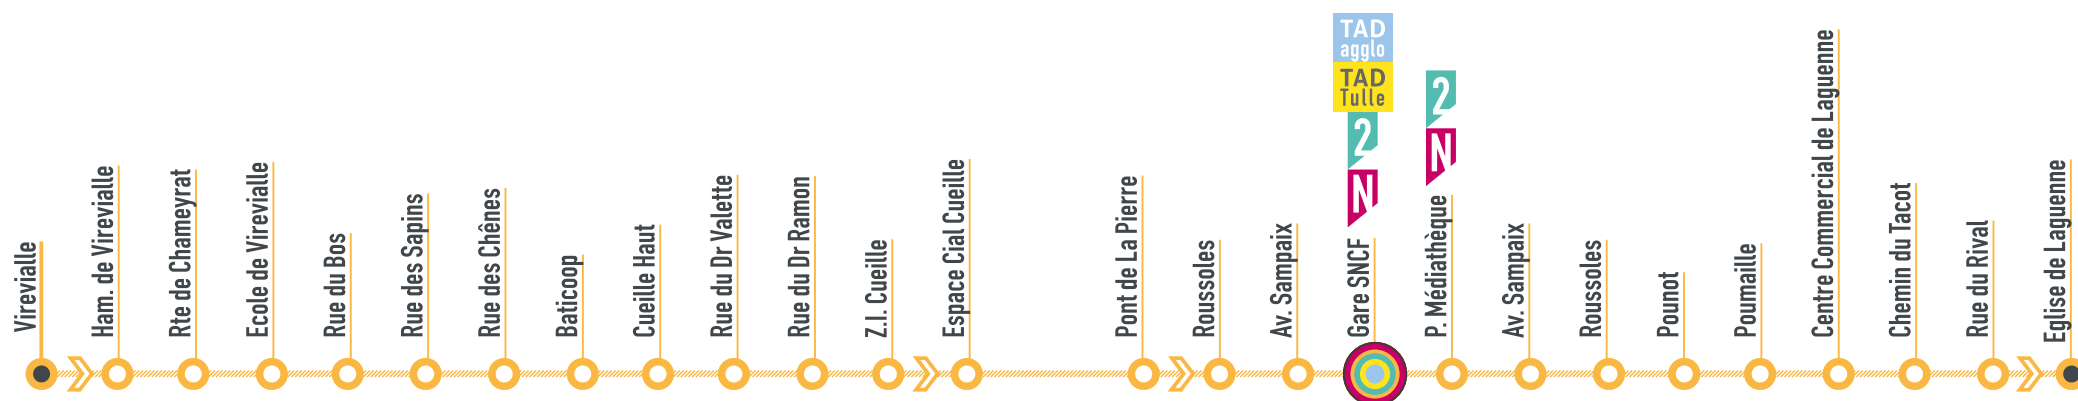 Virevialle
Ham. de Virevialle
Rte de Chameyrat
Ecole de Virevialle
Rue du Bos
Rue des Sapins
Rue des Chênes
Baticoop
Cueille Haut
Rue du Dr Valette
Rue du Dr Ramon
Z.I. Cueille
Espace Cial Cueille
Pont de La Pierre
Roussoles
Av. Sampaix
TAD
agglo
TAD
Tulle
2
N
Gare SNCF
2
N
P. Médiathèque
Av. Sampaix
Roussoles
Pounot
Poumaille
Centre Commercial de Laguenne
Chemin du Tacot
Rue du Rival
Eglise de Laguenne